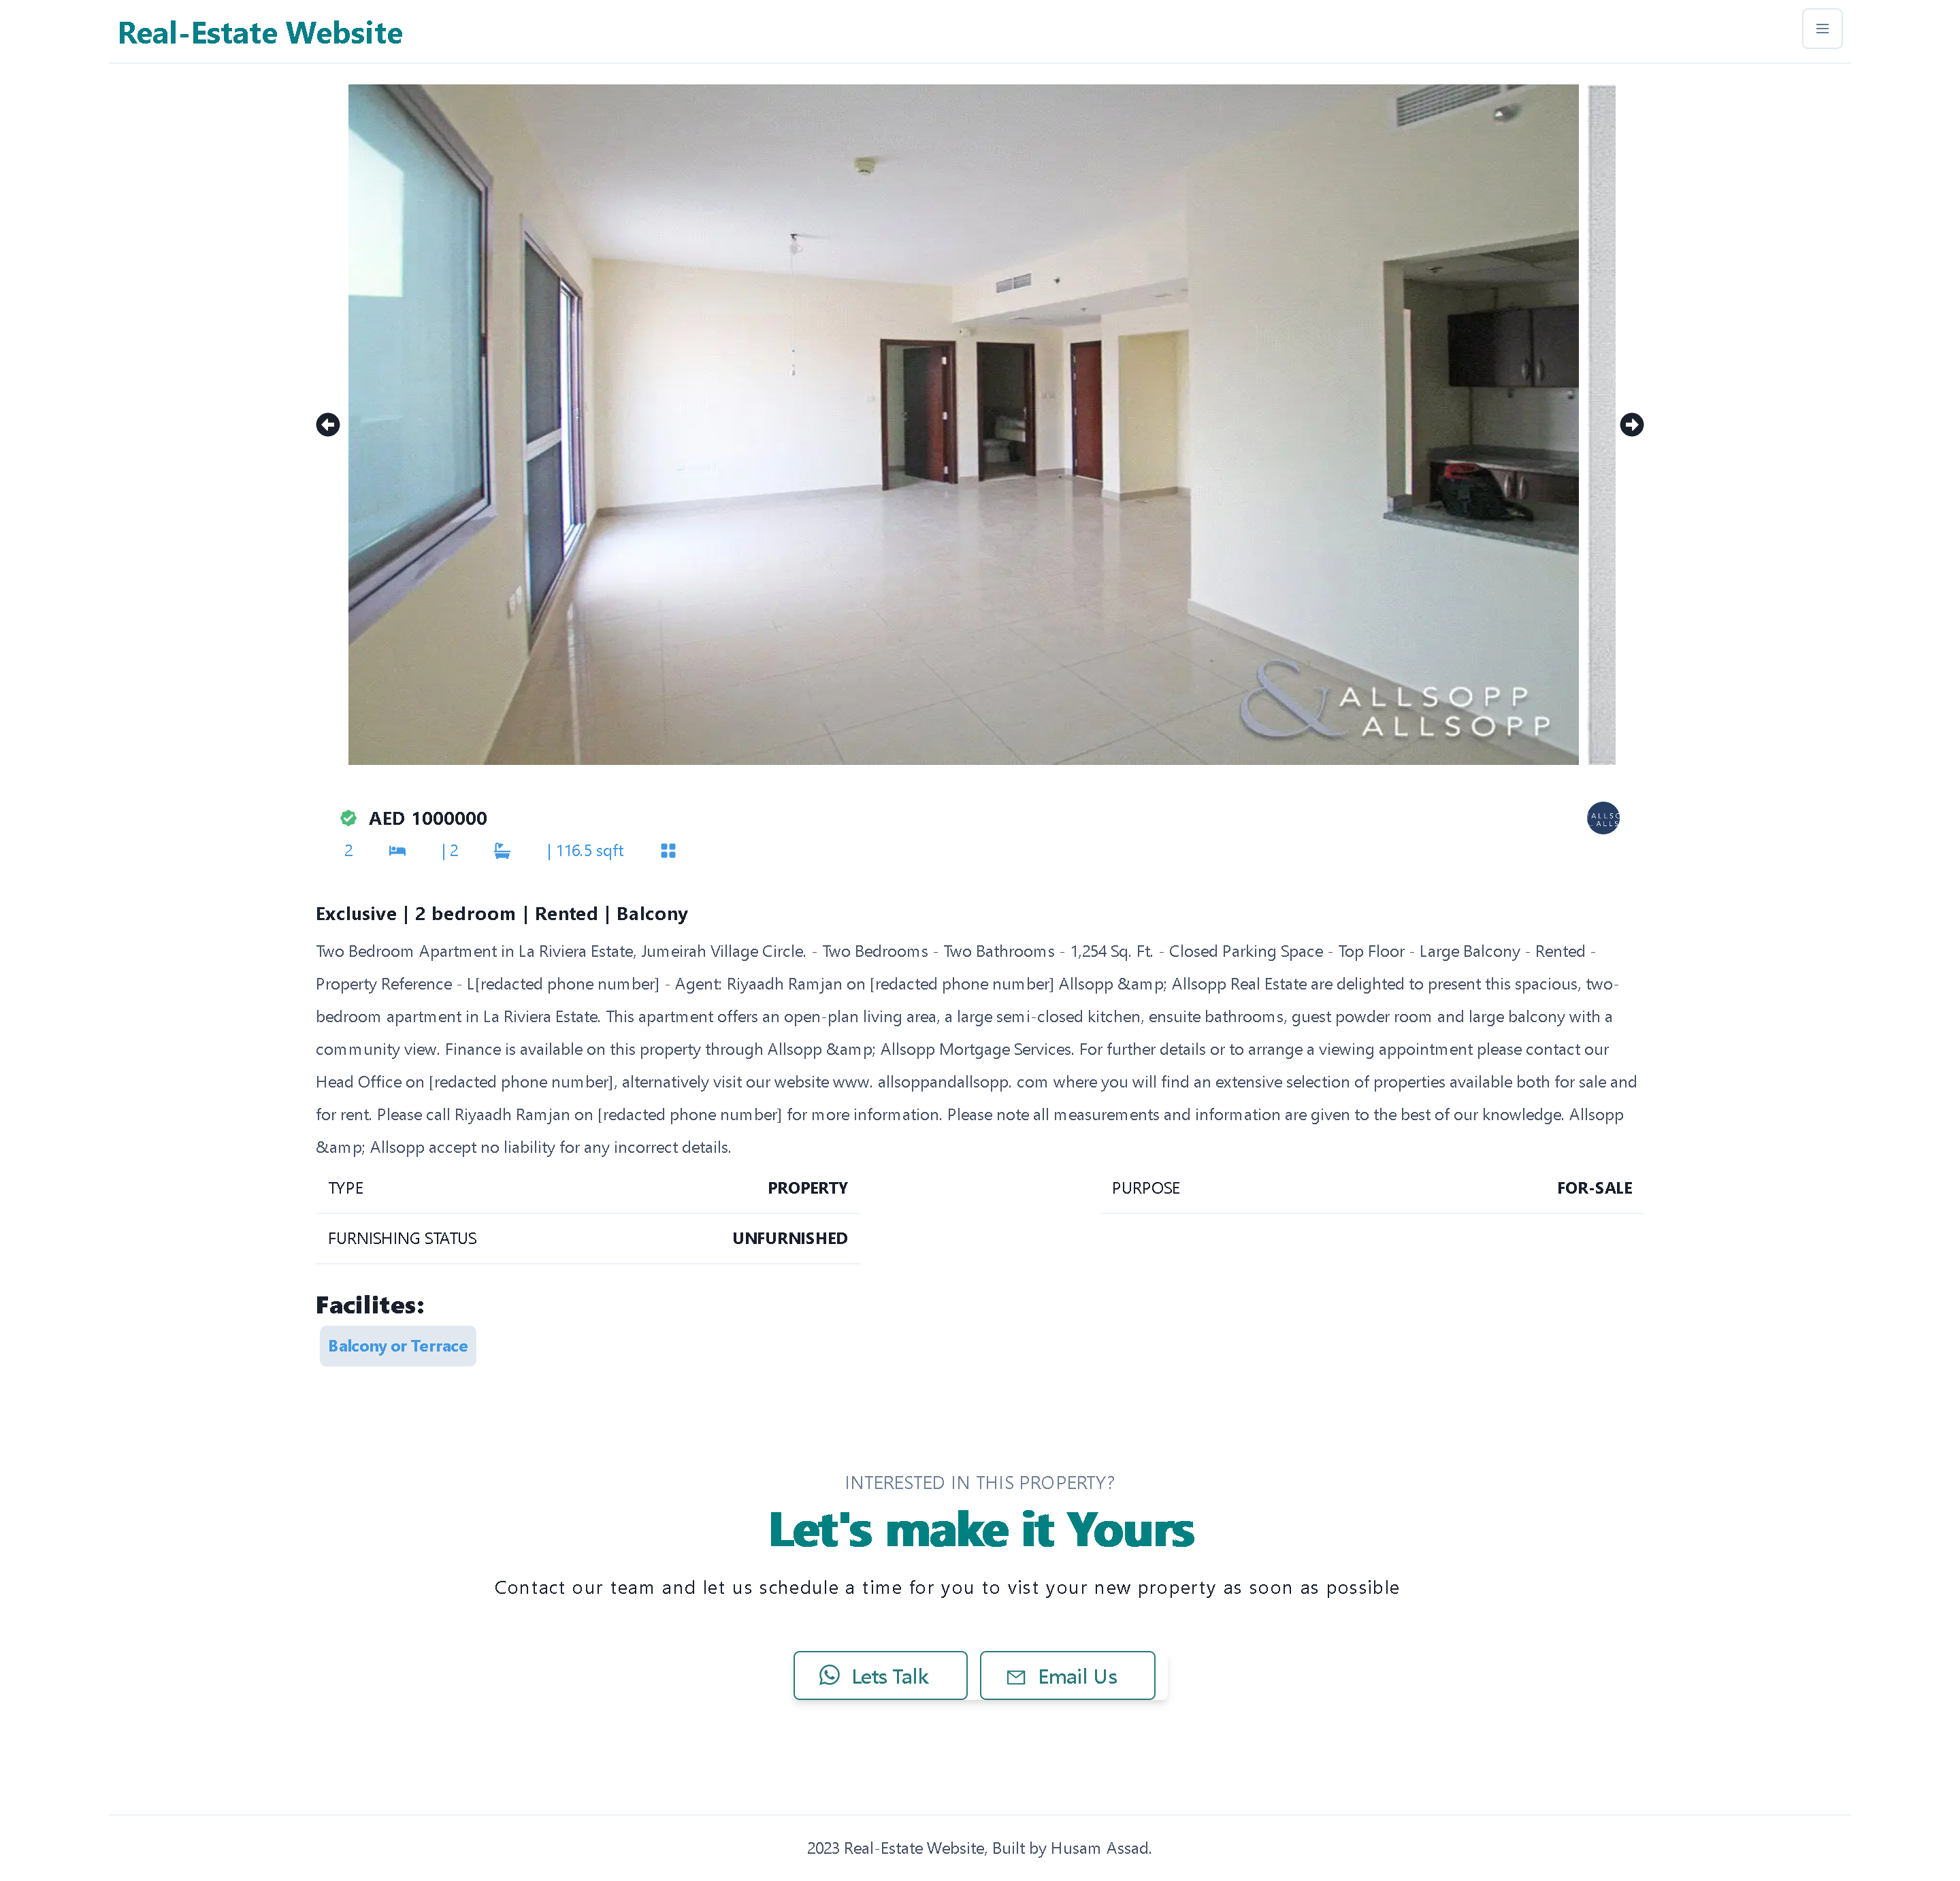 Real-Estate Website
ALLSOPP
& ALLSOPP
AED 1000000
ALLSO
ALLS
2 | 2 | 116.5 sqft
Exclusive | 2 bedroom | Rented | Balcony
Two Bedroom Apartment in La Riviera Estate, Jumeirah Village Circle. - Two Bedrooms - Two Bathrooms - 1,254 Sq. Ft. - Closed Parking Space - Top Floor - Large Balcony - Rented -
Property Reference - L[redacted phone number] - Agent: Riyaadh Ramjan on [redacted phone number] Allsopp &amp; Allsopp Real Estate are delighted to present this spacious, two-
bedroom apartment in La Riviera Estate. This apartment offers an open-plan living area, a large semi-closed kitchen, ensuite bathrooms, guest powder room and large balcony with a
community view. Finance is available on this property through Allsopp &amp; Allsopp Mortgage Services. For further details or to arrange a viewing appointment please contact our
Head Office on [redacted phone number], alternatively visit our website www. allsoppandallsopp. com where you will find an extensive selection of properties available both for sale and
for rent. Please call Riyaadh Ramjan on [redacted phone number] for more information. Please note all measurements and information are given to the best of our knowledge. Allsopp
&amp; Allsopp accept no liability for any incorrect details.
TYPE PROPERTY
PURPOSE FOR-SALE
FURNISHING STATUS UNFURNISHED
Facilites:
Balcony or Terrace
INTERESTED IN THIS PROPERTY?
Let's make it Yours
Contact our team and let us schedule a time for you to vist your new property as soon as possible
Lets Talk
Email Us
2023 Real-Estate Website, Built by Husam Assad.